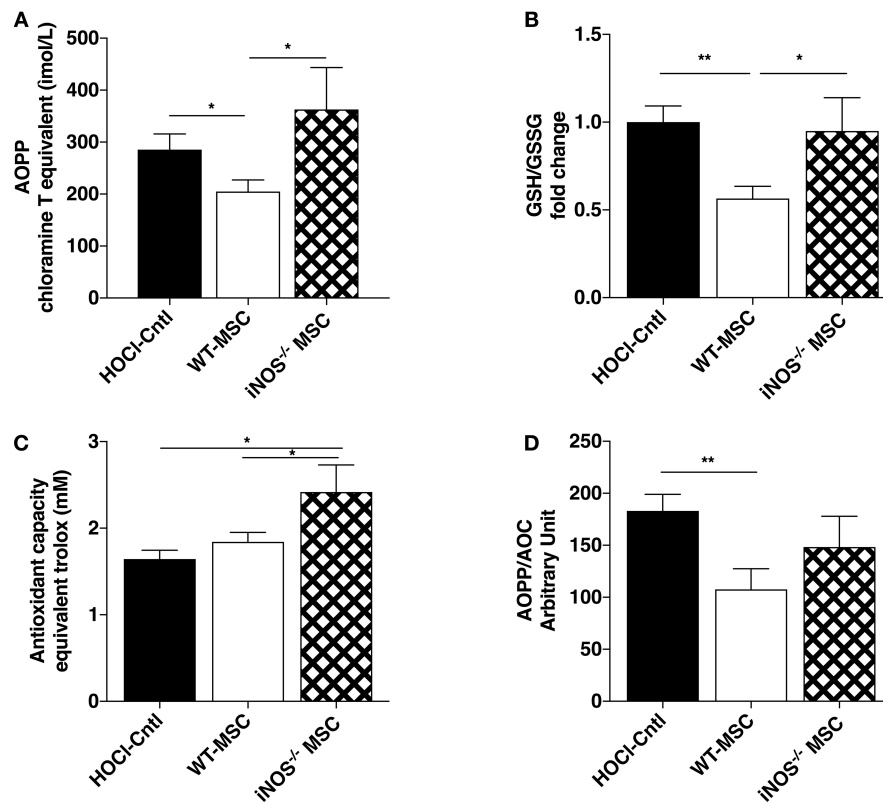 A
AOPP
chloramine T equivalent (imol/L)
500
400
300
200
100
0
*
*
HOCl-Cntl
WT-MSC
iNOS-/- MSC
B
GSH/GSSG
fold change
1.5
1.0
0.5
0.0
**
*
HOCl-Cntl
WT-MSC
iNOS-/- MSC
C
Antioxidant capacity
equivalent trolox (mM)
3
2
1
0
*
*
HOCl-Cntl
WT-MSC
iNOS-/- MSC
D
AOPP/AOC
Arbitrary Unit
250
200
150
100
50
0
**
HOCl-Cntl
WT-MSC
iNOS-/- MSC